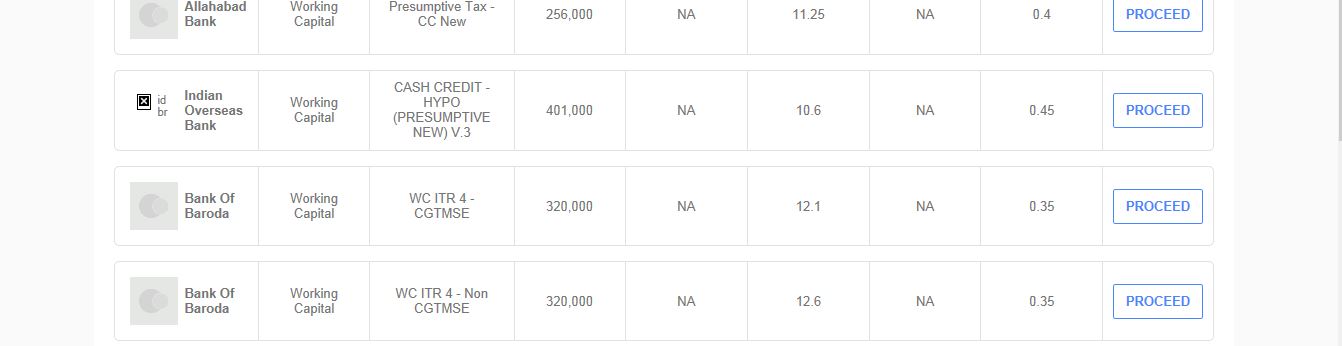 Allahabad
Bank
Working
Capital
Presumptive Tax -
CC New
256,000
NA
11.25
NA
0.4
PROCEED
id
br
Indian
Overseas
Bank
Working
Capital
CASH CREDIT -
HYPO
(PRESUMPTIVE
NEW) V.3
401,000
NA
10.6
NA
0.45
PROCEED
Bank Of
Baroda
Working
Capital
WC ITR 4 -
CGTMSE
320,000
NA
12.1
NA
0.35
PROCEED
Bank Of
Baroda
Working
Capital
WC ITR 4 - Non
CGTMSE
320,000
NA
12.6
NA
0.35
PROCEED